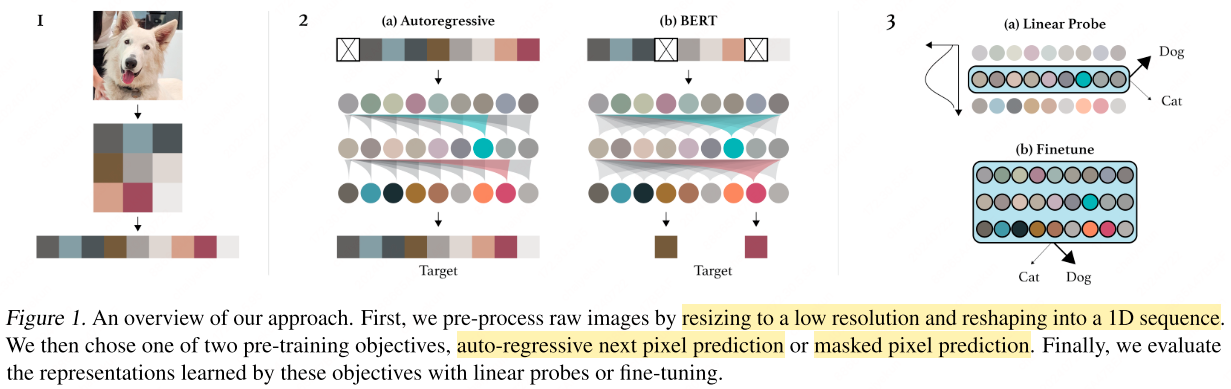 1
2
(a) Autoregressive
(b) BERT
Target
Target
3
(a) Linear Probe
Dog
Cat
(b) Finetune
Cat
Dog
Figure 1. An overview of our approach. First, we pre-process raw images by resizing to a low resolution and reshaping into a 1D sequence.
We then chose one of two pre-training objectives, auto-regressive next pixel prediction or masked pixel prediction. Finally, we evaluate
the representations learned by these objectives with linear probes or fine-tuning.